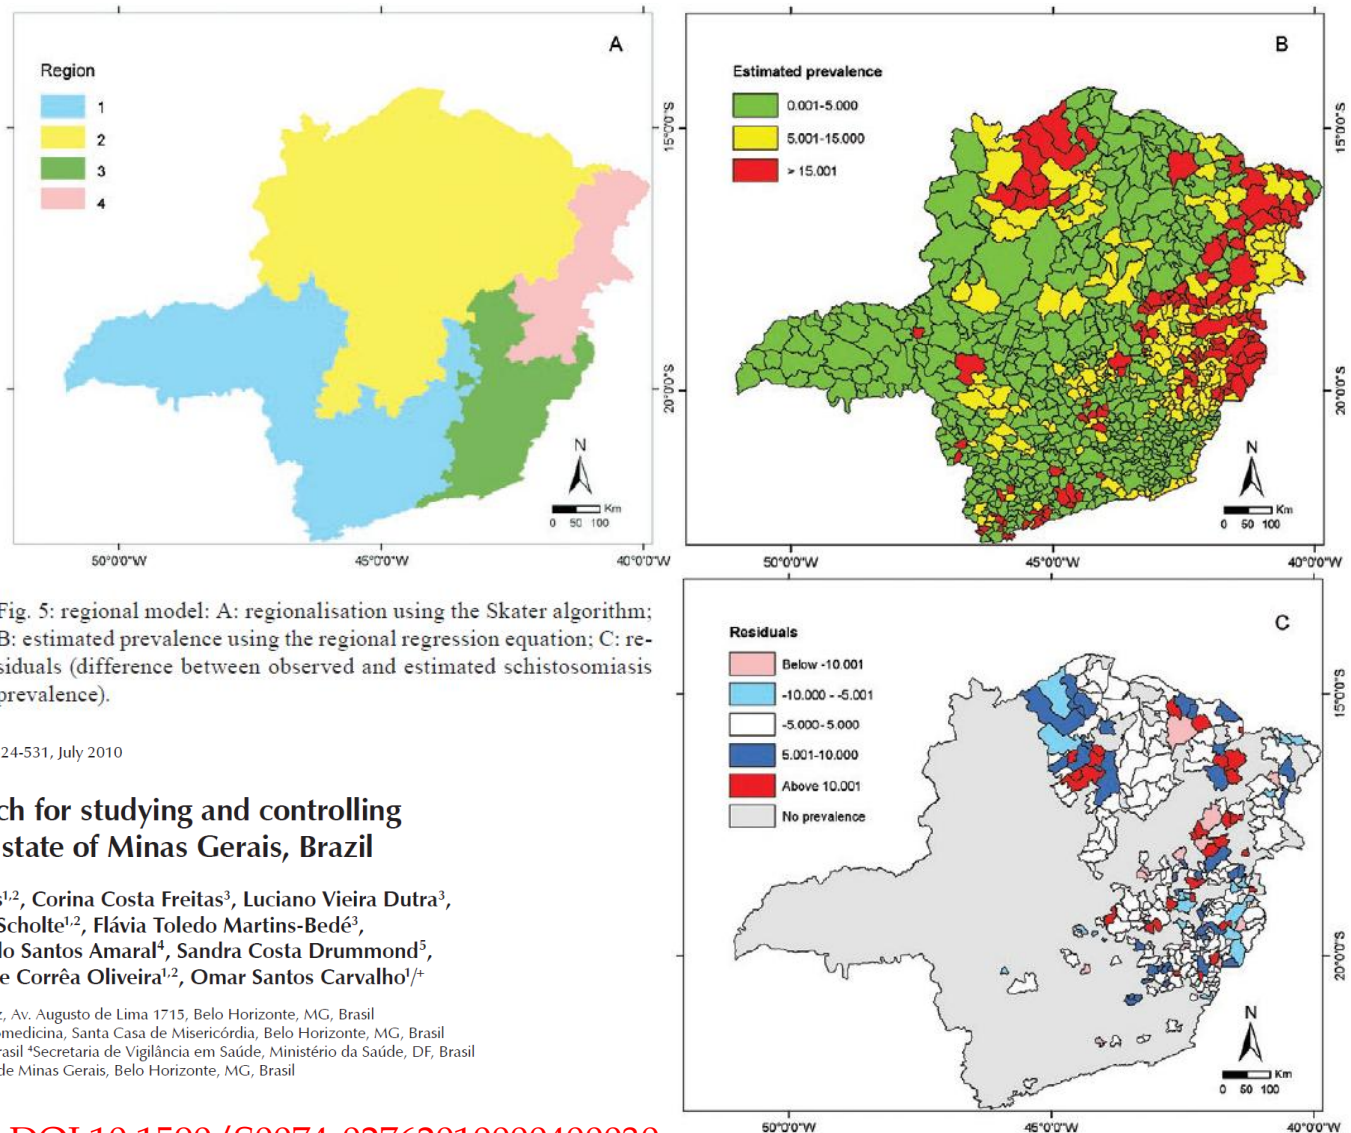 A
Region
1
2
3
4
15°0'0"S
20°0'0"S
N
Km
0 50 100
50°0'0"W 45°0'0"W 40°0'0"W
B
Estimated prevalence
0.001-5.000
5.001-15.000
> 15.001
15°0'0"S
20°0'0"S
N
Km
0 50 100
50°0'0"W 45°0'0"W 40°0'0"W
Fig. 5: regional model: A: regionalisation using the Skater algorithm;
B: estimated prevalence using the regional regression equation; C: re-
siduals (difference between observed and estimated schistosomiasis
prevalence).
24-531, July 2010
ch for studying and controlling
state of Minas Gerais, Brazil
s1,2, Corina Costa Freitas3, Luciano Vieira Dutra3,
Scholte1,2, Flávia Toledo Martins-Bedé3,
do Santos Amaral4, Sandra Costa Drummond5,
e Corrêa Oliveira1,2, Omar Santos Carvalho1/+
z, Av. Augusto de Lima 1715, Belo Horizonte, MG, Brasil
omedicina, Santa Casa de Misericórdia, Belo Horizonte, MG, Brasil
rasil 4Secretaria de Vigilância em Saúde, Ministério da Saúde, DF, Brasil
de Minas Gerais, Belo Horizonte, MG, Brasil
C
Residuals
Below -10.001
-10.000 - -5.001
-5.000-5.000
5.001-10.000
Above 10.001
No prevalence
15°0'0"S
20°0'0"S
N
Km
0 50 100
50°0'0"W 45°0'0"W 40°0'0"W